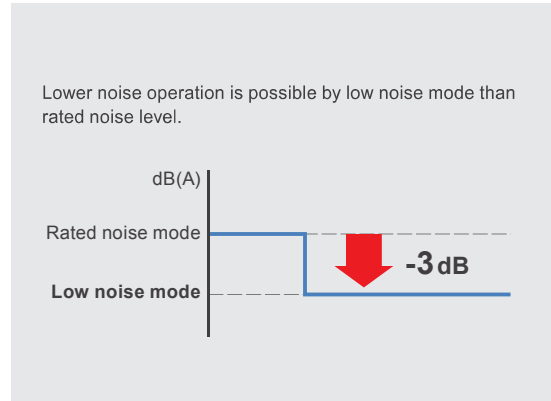 Lower noise operation is possible by low noise mode than
rated noise level.
dB(A)
Rated noise mode
-3 dB
Low noise mode